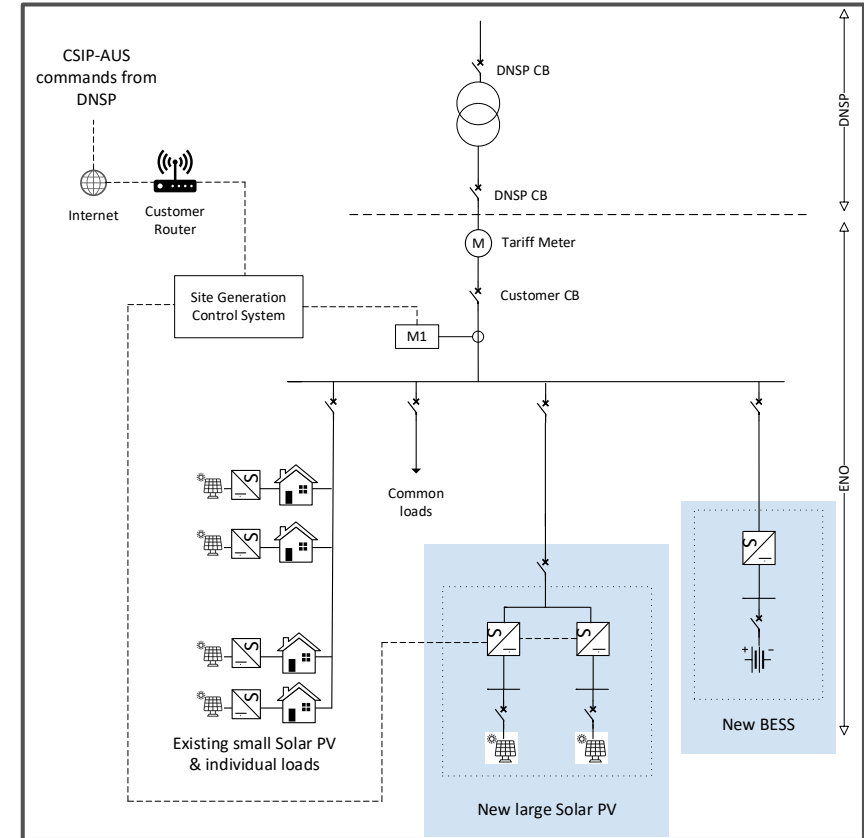 CSIP-AUS
commands from
DNSP
DNSP CB
DNSP
Internet
Customer
Router
DNSP CB
M
Tariff Meter
Site Generation
Control System
Customer CB
M1
ENO
Common
loads
S
S
S
S
S
S
S
+ -
Existing small Solar PV
& individual loads
New BESS
New large Solar PV